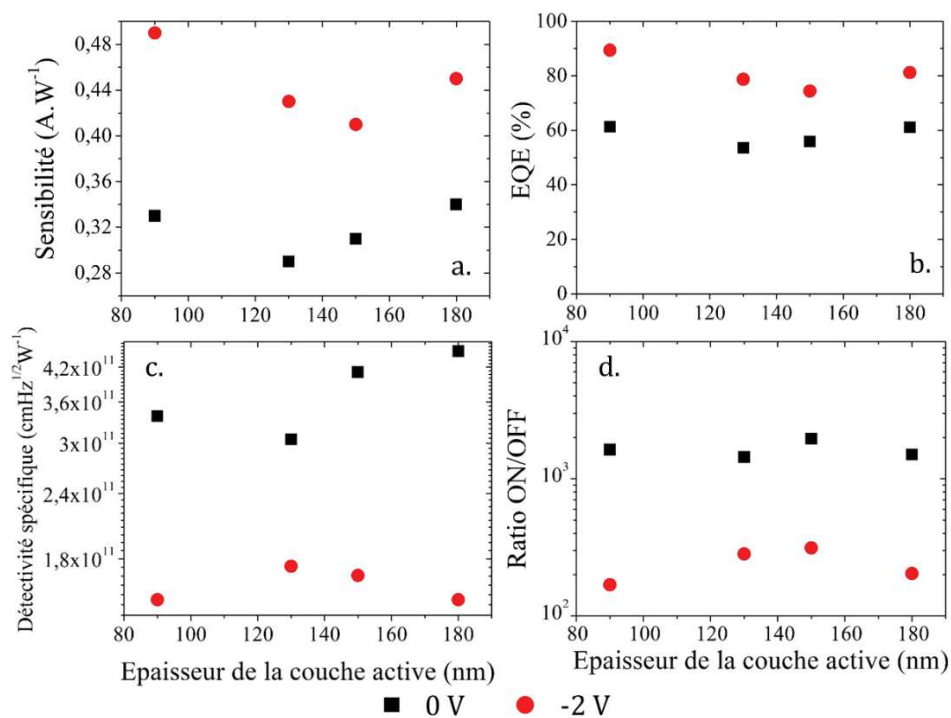 Sensibilité (A.W⁻¹)
0,48
0,44
0,40
0,36
0,32
0,28
80 100 120 140 160 180
a.
EQE (%)
100
80
60
40
20
0
80 100 120 140 160 180
b.
Détectivité spécifique (cmHz¹ᐟ²W⁻¹)
4,2x10¹¹
3,6x10¹¹
3x10¹¹
2,4x10¹¹
1,8x10¹¹
80 100 120 140 160 180
c.
Epaisseur de la couche active (nm)
Ratio ON/OFF
10⁴
10³
10²
80 100 120 140 160 180
d.
Epaisseur de la couche active (nm)
0 V -2 V